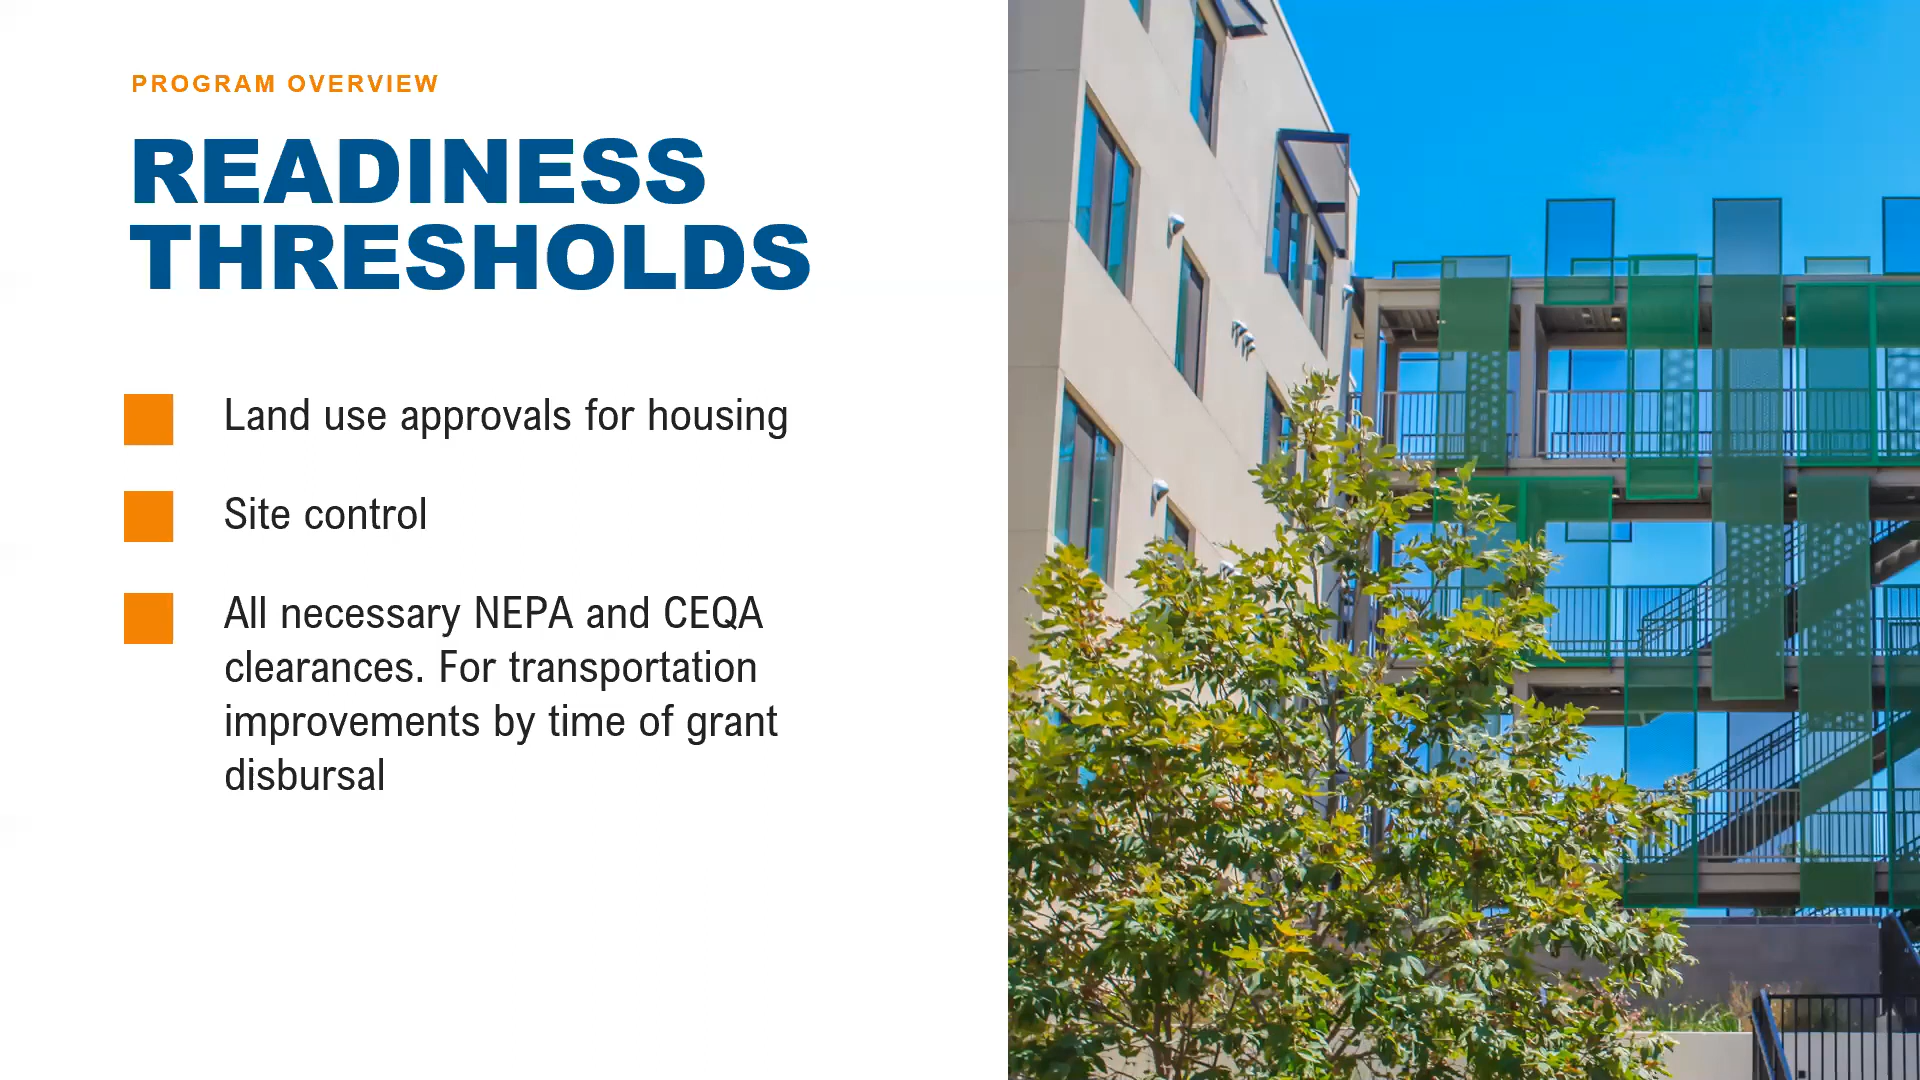 PROGRAM OVERVIEW
READINESS
THRESHOLDS
Land use approvals for housing
Site control
All necessary NEPA and CEQA
clearances. For transportation
improvements by time of grant
disbursal